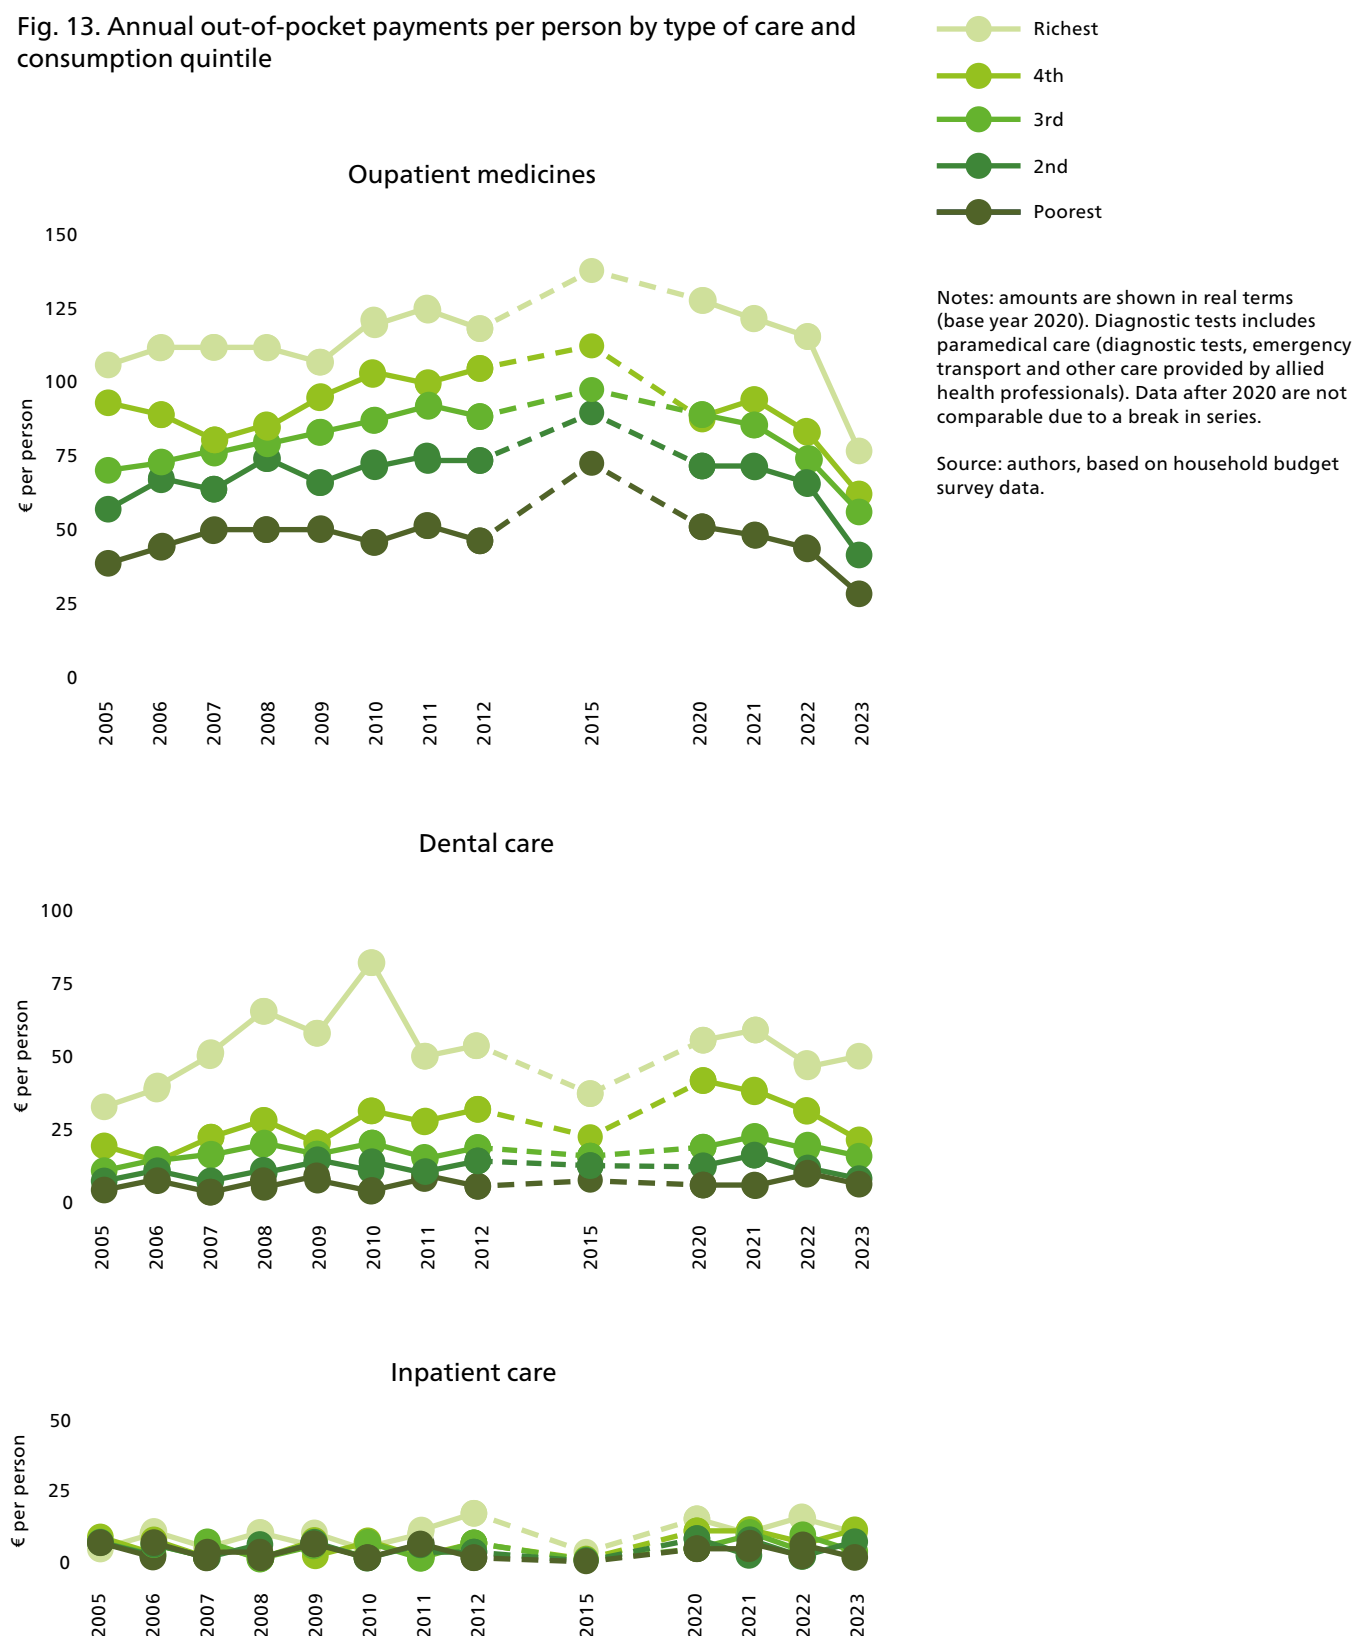 Fig. 13. Annual out-of-pocket payments per person by type of care and
consumption quintile
Richest
4th
3rd
2nd
Poorest
Notes: amounts are shown in real terms
(base year 2020). Diagnostic tests includes
paramedical care (diagnostic tests, emergency
transport and other care provided by allied
health professionals). Data after 2020 are not
comparable due to a break in series.
Source: authors, based on household budget
survey data.
Oupatient medicines
€ per person
150
125
100
75
50
25
0
2005 2006 2007 2008 2009 2010 2011 2012 2015 2020 2021 2022 2023
Dental care
€ per person
100
75
50
25
0
2005 2006 2007 2008 2009 2010 2011 2012 2015 2020 2021 2022 2023
Inpatient care
€ per person
50
25
0
2005 2006 2007 2008 2009 2010 2011 2012 2015 2020 2021 2022 2023